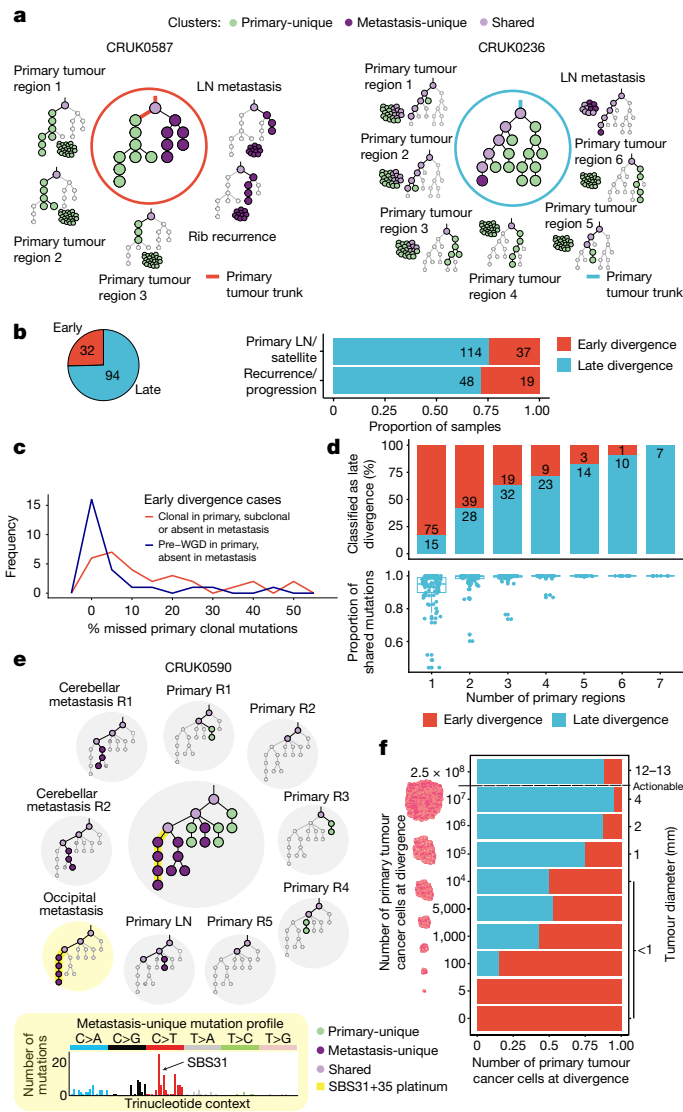 a
Clusters: Primary-unique Metastasis-unique Shared
CRUK0587
Primary tumour
region 1
LN metastasis
Primary tumour
region 2
Rib recurrence
Primary tumour
region 3
Primary
tumour trunk
CRUK0236
Primary tumour
region 1
LN metastasis
Primary tumour
region 2
Primary tumour
region 6
Primary tumour
region 3
Primary tumour
region 5
Primary tumour
region 4
Primary
tumour trunk
b
Early
32
94
Late
Primary LN/
satellite
114 37
Recurrence/
progression
48 19
0 0.25 0.50 0.75 1.00
Proportion of samples
Early divergence
Late divergence
c
Early divergence cases
Clonal in primary, subclonal
or absent in metastasis
Pre–WGD in primary,
absent in metastasis
Frequency
15
10
5
0
0 10 20 30 40 50
% missed primary clonal mutations
d
Classified as late
divergence (%)
100
75
50
25
0
75 39 19 9 3 1 7
15 28 32 23 14 10
Proportion of
shared mutations
1.0
0.8
0.6
1 2 3 4 5 6 7
Number of primary regions
Early divergence Late divergence
e
CRUK0590
Cerebellar
metastasis R1
Primary R1
Primary R2
Cerebellar
metastasis R2
Primary R3
Occipital
metastasis
Primary LN
Primary R5
Primary R4
Metastasis-unique mutation profile
C>A C>G C>T T>A T>C T>G
Number of
mutations
20
0
SBS31
Trinucleotide context
Primary-unique
Metastasis-unique
Shared
SBS31+35 platinum
f
Number of primary tumour
cancer cells at divergence
2.5 × 10⁸
10⁷
10⁶
10⁵
10⁴
5,000
1,000
100
5
0
12–13
Actionable
4
2
1
<1
Tumour diameter (mm)
0 0.25 0.50 0.75 1.00
Number of primary tumour
cancer cells at divergence